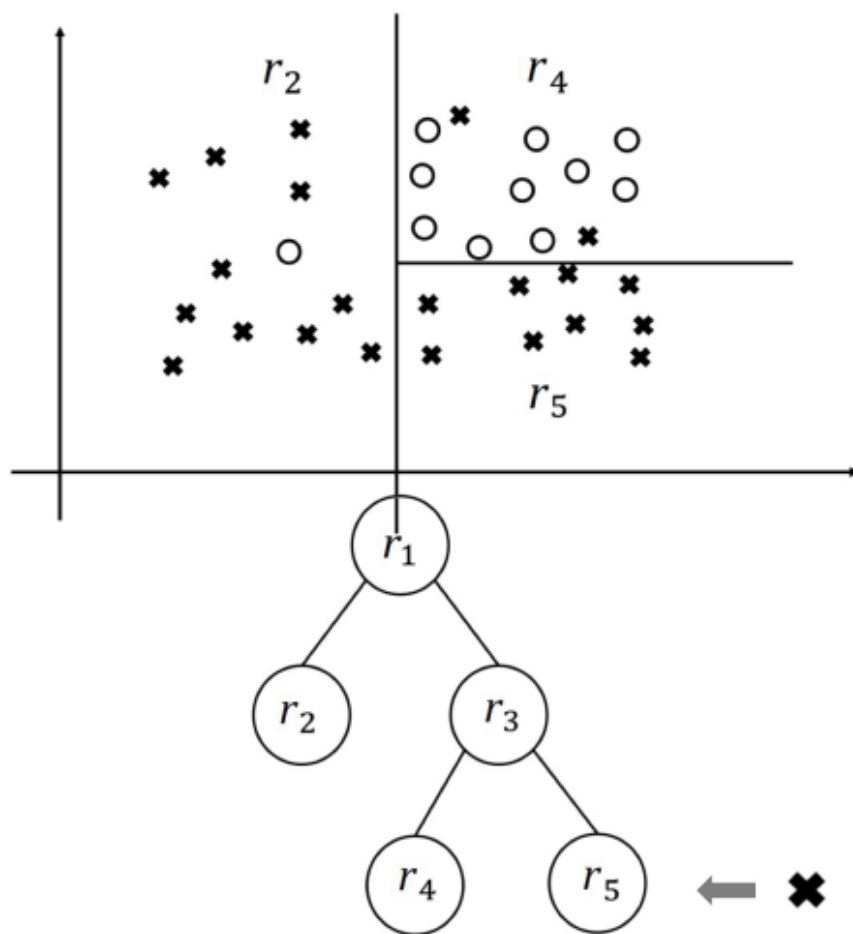 r₂ r₄
r₅
r₁
r₂ r₃
r₄ r₅